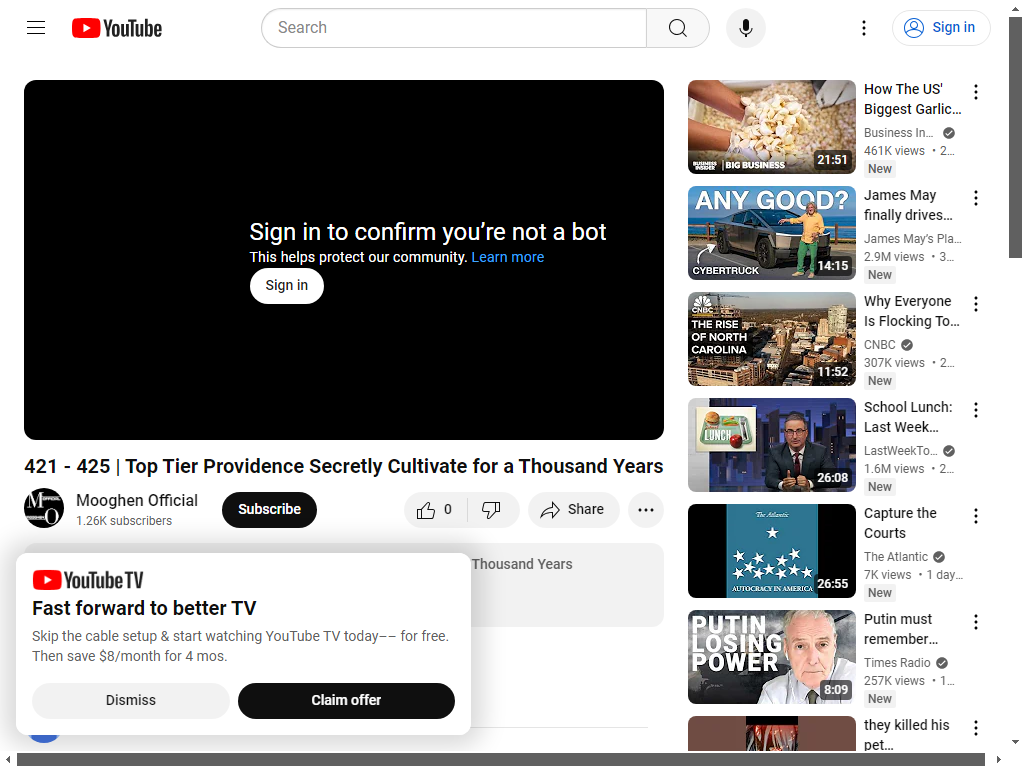 YouTube
Search
Sign in
Sign in to confirm you're not a bot
This helps protect our community. Learn more
Sign in
421 - 425 | Top Tier Providence Secretly Cultivate for a Thousand Years
Mooghen Official
1.26K subscribers
Subscribe
0
Share
Thousand Years
YouTube TV
Fast forward to better TV
Skip the cable setup & start watching YouTube TV today–– for free.
Then save $8/month for 4 mos.
Dismiss
Claim offer
BUSINESS
INSIDER
BIG BUSINESS
21:51
How The US'
Biggest Garlic...
Business In...
461K views • 2...
New
ANY GOOD?
CYBERTRUCK
14:15
James May
finally drives...
James May's Pla...
2.9M views • 3...
New
CNBC
THE RISE
OF NORTH
CAROLINA
11:52
Why Everyone
Is Flocking To...
CNBC
307K views • 2...
New
LUNCH
26:08
School Lunch:
Last Week...
LastWeekTo...
1.6M views • 2...
New
The Atlantic
AUTOCRACY IN AMERICA
26:55
Capture the
Courts
The Atlantic
7K views • 1 day...
New
PUTIN
LOSING
POWER
8:09
Putin must
remember...
Times Radio
257K views • 1...
New
they killed his
pet...